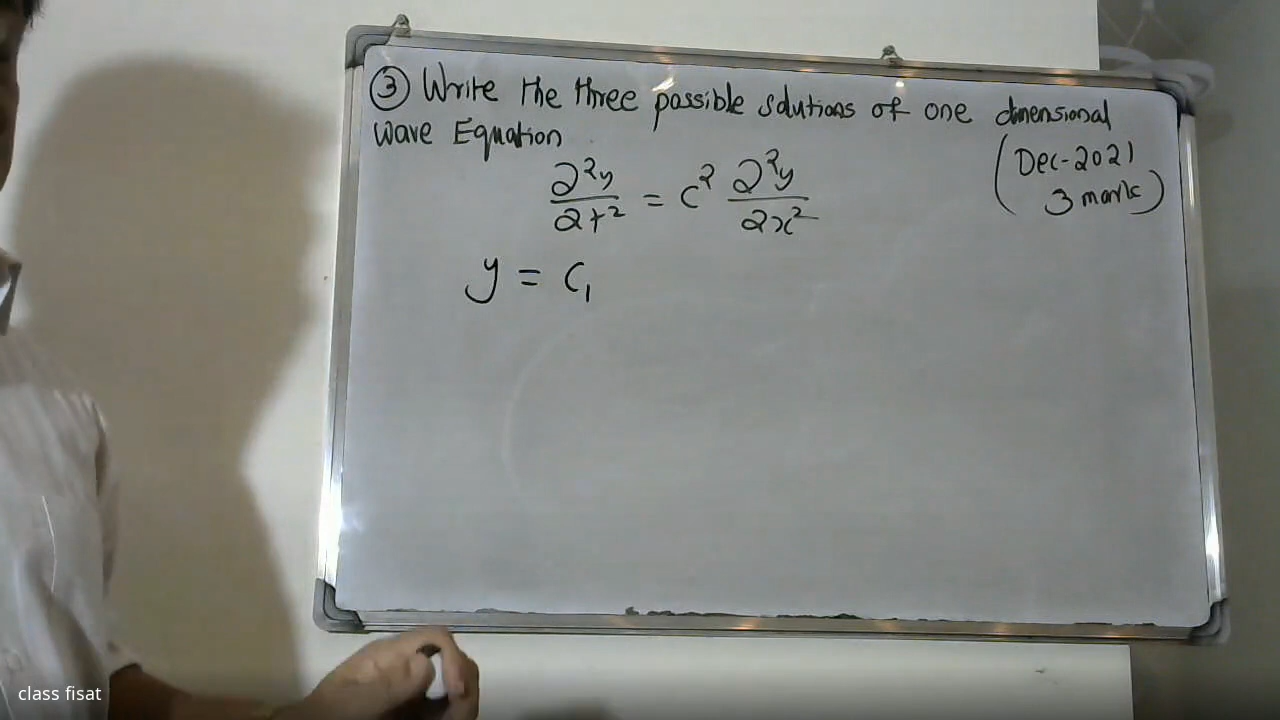 ③ Write the three possible solutions of one dimensional
wave Equation
(Dec-2021
3 marks)
∂²y/∂t² = c² ∂²y/∂x²
y = c₁
class fisat